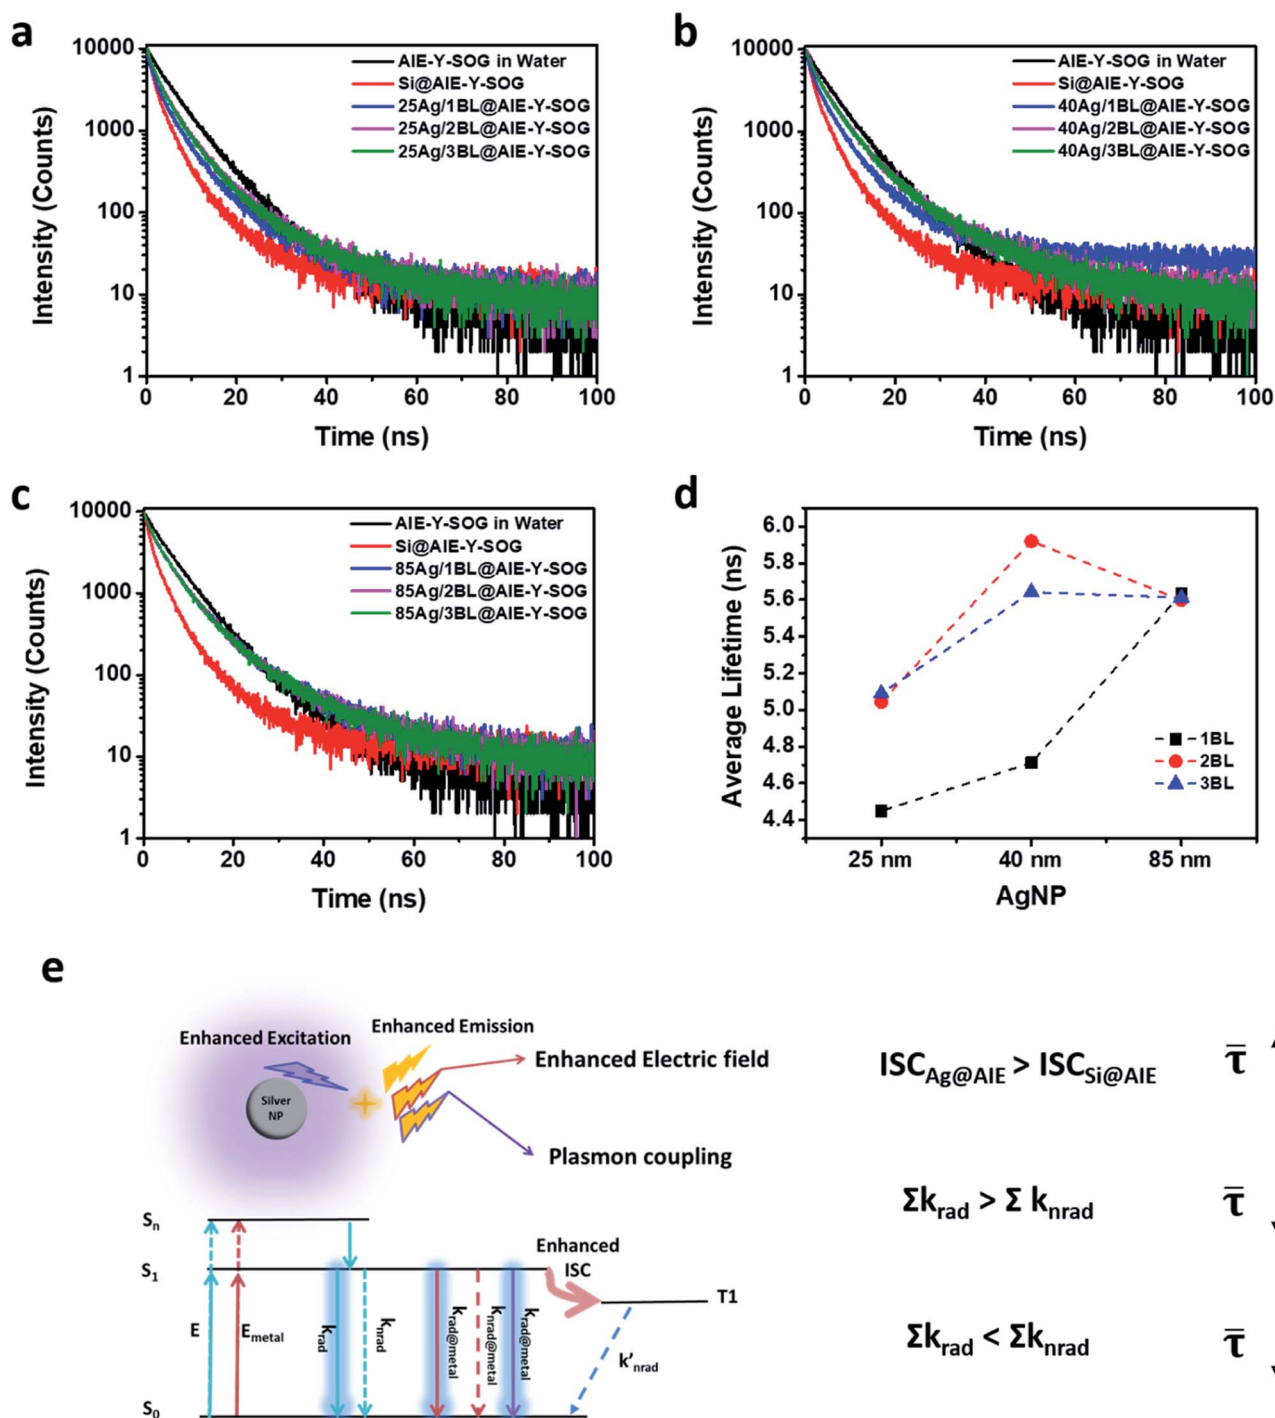 a
10000
1000
100
10
1
Intensity (Counts)
AIE-Y-SOG in Water
Si@AIE-Y-SOG
25Ag/1BL@AIE-Y-SOG
25Ag/2BL@AIE-Y-SOG
25Ag/3BL@AIE-Y-SOG
0 20 40 60 80 100
Time (ns)
b
10000
1000
100
10
1
Intensity (Counts)
AIE-Y-SOG in Water
Si@AIE-Y-SOG
40Ag/1BL@AIE-Y-SOG
40Ag/2BL@AIE-Y-SOG
40Ag/3BL@AIE-Y-SOG
0 20 40 60 80 100
Time (ns)
c
10000
1000
100
10
1
Intensity (Counts)
AIE-Y-SOG in Water
Si@AIE-Y-SOG
85Ag/1BL@AIE-Y-SOG
85Ag/2BL@AIE-Y-SOG
85Ag/3BL@AIE-Y-SOG
0 20 40 60 80 100
Time (ns)
d
6.0
5.8
5.6
5.4
5.2
5.0
4.8
4.6
4.4
Average Lifetime (ns)
1BL
2BL
3BL
25 nm 40 nm 85 nm
AgNP
e
Enhanced Excitation
Enhanced Emission
Silver
NP
Enhanced Electric field
Plasmon coupling
Sn
S1
S0
E
Emetal
krad
knrad
krad@metal
knrad@metal
krad@metal
Enhanced
ISC
T1
k'nrad
ISCAg@AIE > ISCSi@AIE τ̅
Σkrad > Σ knrad τ̅
Σkrad < Σknrad τ̅